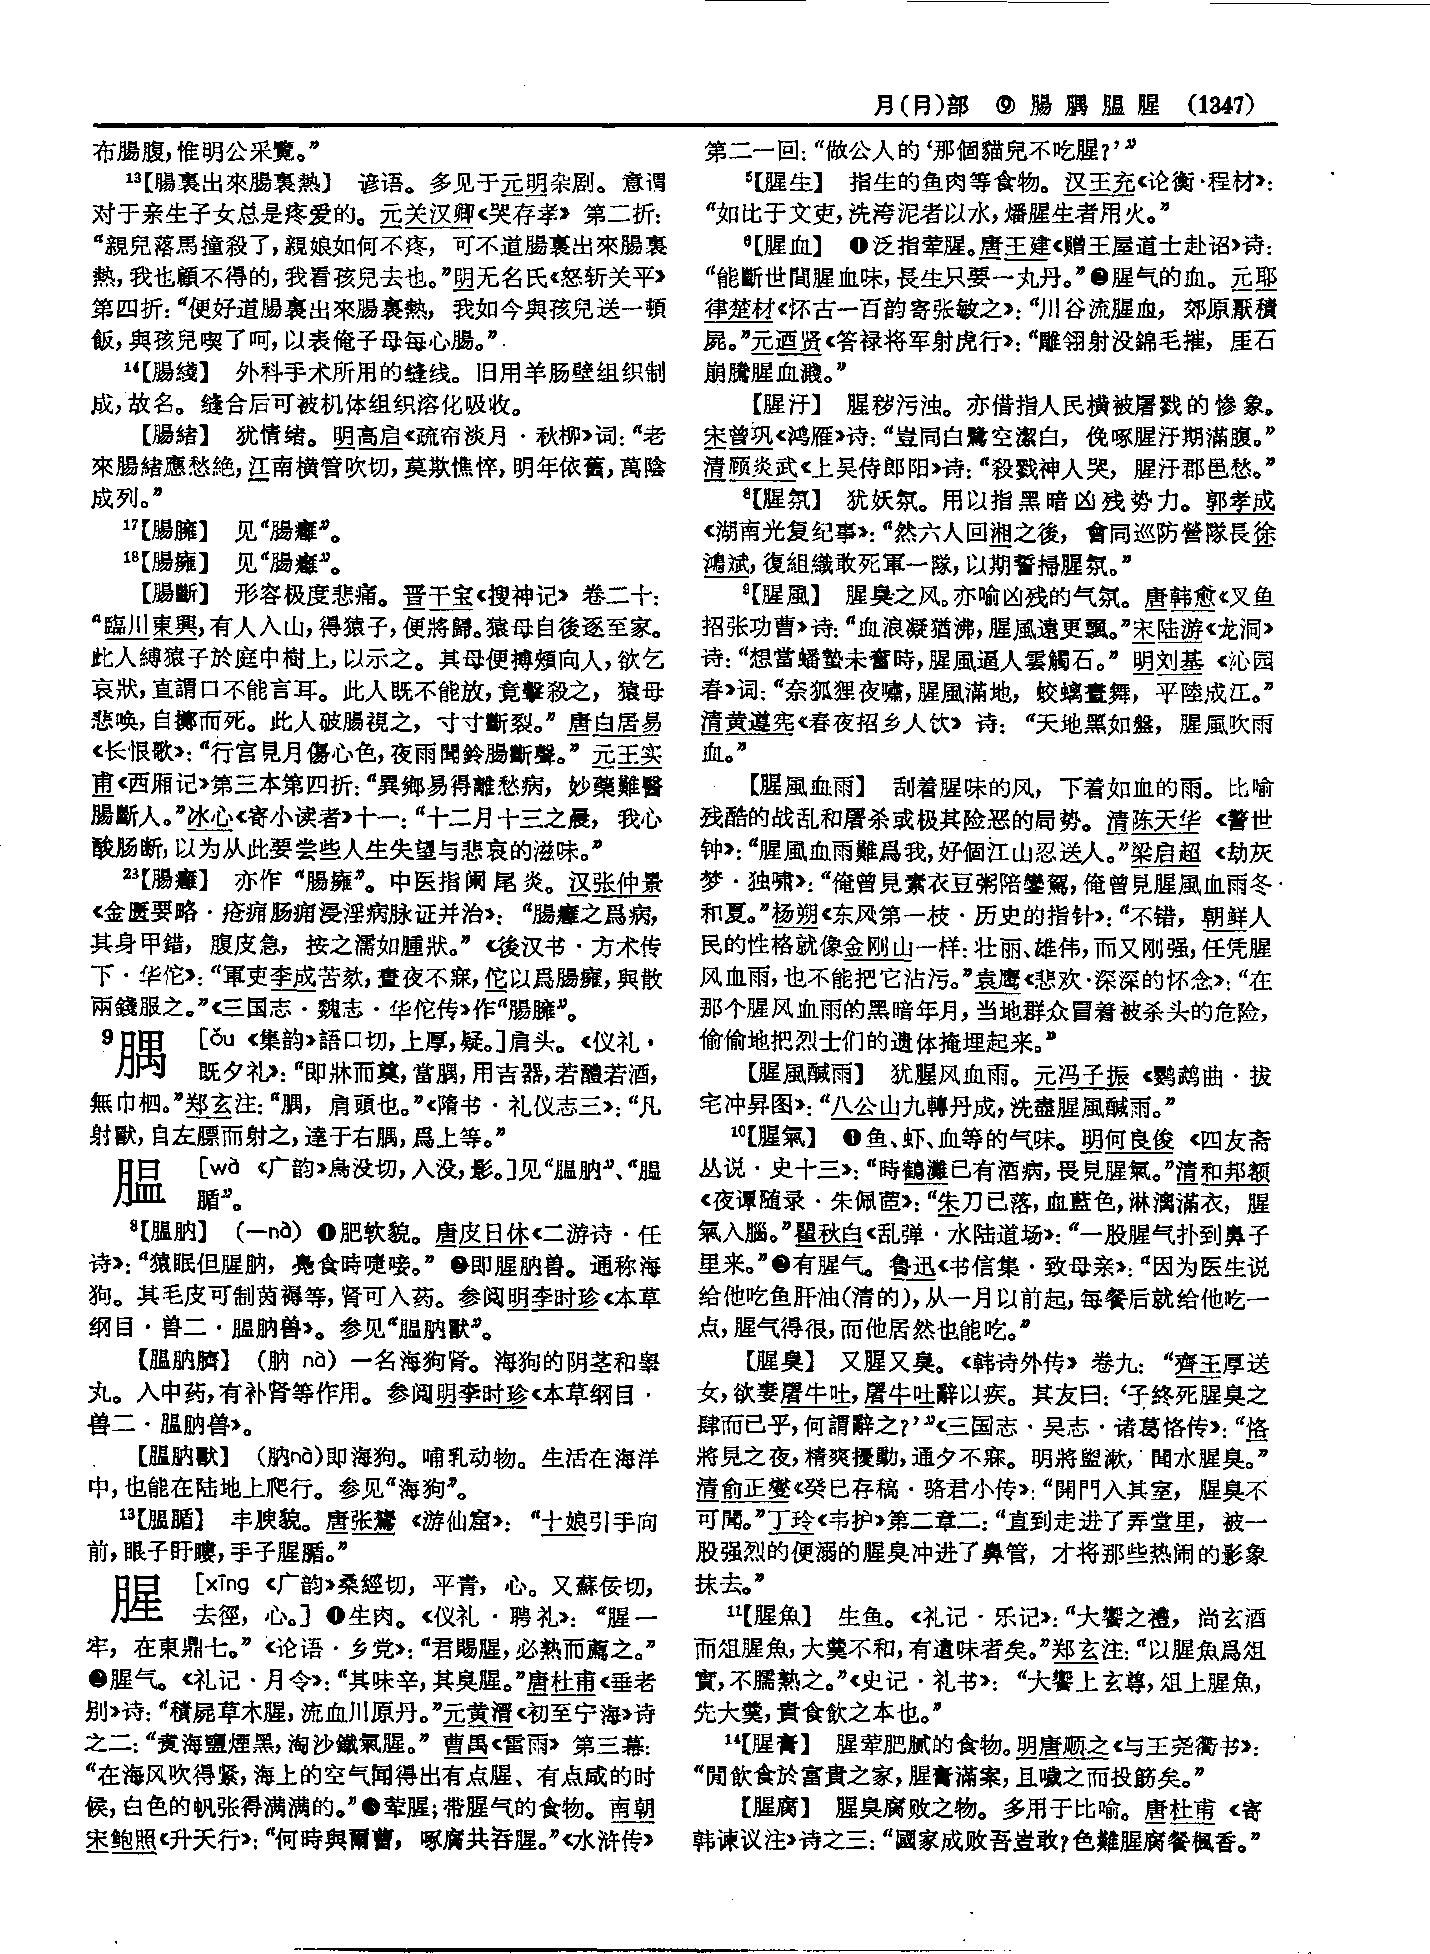 月(⺼)部 ⑨ 腸腢腽腥 (1347)
布腸腹,惟明公采覽。”
13【腸裏出來腸裏熱】 谚语。多见于元明杂剧。意谓
对于亲生子女总是疼爱的。元关汉卿《哭存孝》第二折:
“親兒落馬撞殺了,親娘如何不疼,可不道腸裏出來腸裏
熱,我也顧不得的,我看孩兒去也。”明无名氏《怒斩关平》
第四折:“便好道腸裏出來腸裏熱,我如今與孩兒送一頓
飯,與孩兒喫了呵,以表俺子母每心腸。”
14【腸綫】 外科手术所用的缝线。旧用羊肠壁组织制
成,故名。缝合后可被机体组织溶化吸收。
【腸緒】 犹情绪。明高启《疏帘淡月·秋柳》词:“老
來腸緒應愁絶,江南横管吹切,莫欺憔悴,明年依舊,萬陰
成列。”
17【腸臃】 见“腸癰”。
18【腸雍】 见“腸癰”。
【腸斷】 形容极度悲痛。晋干宝《搜神记》卷二十:
“臨川東興,有人入山,得猿子,便將歸。猿母自後逐至家。
此人縛猿子於庭中樹上,以示之。其母便搏頰向人,欲乞
哀狀,直謂口不能言耳。此人既不能放,竟擊殺之,猿母
悲唤,自擲而死。此人破腸視之,寸寸斷裂。”唐白居易
《长恨歌》:“行宫見月傷心色,夜雨聞鈴腸斷聲。”元王实
甫《西厢记》第三本第四折:“異鄉易得離愁病,妙藥難醫
腸斷人。”冰心《寄小读者》十一:“十二月十三之晨,我心
酸肠断,以为从此要尝些人生失望与悲哀的滋味。”
23【腸癰】 亦作“腸雍”。中医指阑尾炎。汉张仲景
《金匮要略·疮痈肠痈浸淫病脉证并治》:“腸癰之爲病,
其身甲錯,腹皮急,按之濡如腫狀。”《後汉书·方术传
下·华佗》:“軍吏李成苦欬,晝夜不寐,佗以爲腸癰,與散
兩錢服之。”《三国志·魏志·华佗传》作“腸臃”。
9腢 [ǒu 《集韵》語口切,上厚,疑。]肩头。《仪礼·
既夕礼》:“即牀而奠,當腢,用吉器,若醴若酒,
無巾柶。”郑玄注:“腢,肩頭也。”《隋书·礼仪志三》:“凡
射獸,自左膘而射之,達于右腢,爲上等。”
腽 [wà 《广韵》烏没切,入没,影。]见“腽肭”、“腽
腯”。
8【腽肭】 (—nà) ❶肥软貌。唐皮日休《二游诗·任
诗》:“猿眠但腽肭,鳧食時啑唼。” ❷即腽肭兽。通称海
狗。其毛皮可制茵褥等,肾可入药。参阅明李时珍《本草
纲目·兽二·腽肭兽》。参见“腽肭獸”。
【腽肭臍】 (肭 nà) 一名海狗肾。海狗的阴茎和睾
丸。入中药,有补肾等作用。参阅明李时珍《本草纲目·
兽二·腽肭兽》。
【腽肭獸】 (肭nà)即海狗。哺乳动物。生活在海洋
中,也能在陆地上爬行。参见“海狗”。
13【腽腯】 丰腴貌。唐张鷟《游仙窟》:“十娘引手向
前,眼子盱䁖,手子腽腯。”
腥 [xīng 《广韵》桑經切,平青,心。又蘇佞切,
去徑,心。] ❶生肉。《仪礼·聘礼》:“腥一
牢,在東鼎七。”《论语·乡党》:“君賜腥,必熟而薦之。”
❷腥气。《礼记·月令》:“其味辛,其臭腥。”唐杜甫《垂老
别》诗:“積屍草木腥,流血川原丹。”元黄溍《初至宁海》诗
之二:“煑海鹽煙黑,淘沙鐵氣腥。”曹禺《雷雨》第三幕:
“在海风吹得紧,海上的空气闻得出有点腥、有点咸的时
候,白色的帆张得满满的。”❸荤腥;带腥气的食物。南朝
宋鲍照《升天行》:“何時與爾曹,啄腐共吞腥。”《水浒传》
第二一回:“做公人的‘那個貓兒不吃腥?’”
5【腥生】 指生的鱼肉等食物。汉王充《论衡·程材》:
“如比于文吏,洗洿泥者以水,燔腥生者用火。”
6【腥血】 ❶泛指荤腥。唐王建《赠王屋道士赴诏》诗:
“能斷世間腥血味,長生只要一丸丹。”❷腥气的血。元耶
律楚材《怀古一百韵寄张敏之》:“川谷流腥血,郊原厭積
屍。”元迺贤《答禄将军射虎行》:“雕翎射没錦毛摧,厓石
崩騰腥血濺。”
【腥汙】 腥秽污浊。亦借指人民横被屠戮的惨象。
宋曾巩《鸿雁》诗:“豈同白鷺空潔白,俛啄腥汙期滿腹。”
清顾炎武《上吴侍郎阳》诗:“殺戮神人哭,腥汙郡邑愁。”
8【腥氛】 犹妖氛。用以指黑暗凶残势力。郭孝成
《湖南光复纪事》:“然六人回湘之後,會同巡防營隊長徐
鴻斌,復組織敢死軍一隊,以期誓掃腥氛。”
9【腥風】 腥臭之风。亦喻凶残的气氛。唐韩愈《叉鱼
招张功曹》诗:“血浪凝猶沸,腥風遠更飄。”宋陆游《龙洞》
诗:“想當蟠蟄未奮時,腥風逼人雲觸石。”明刘基《沁园
春》词:“奈狐狸夜嘯,腥風滿地,蛟螭晝舞,平陸成江。”
清黄遵宪《春夜招乡人饮》诗:“天地黑如盤,腥風吹雨
血。”
【腥風血雨】 刮着腥味的风,下着如血的雨。比喻
残酷的战乱和屠杀或极其险恶的局势。清陈天华《警世
钟》:“腥風血雨難爲我,好個江山忍送人。”梁启超《劫灰
梦·独啸》:“俺曾見素衣豆粥陪鑾駕,俺曾見腥風血雨冬
和夏。”杨朔《东风第一枝·历史的指针》:“不错,朝鲜人
民的性格就像金刚山一样:壮丽、雄伟,而又刚强,任凭腥
风血雨,也不能把它沾污。”袁鹰《悲欢·深深的怀念》:“在
那个腥风血雨的黑暗年月,当地群众冒着被杀头的危险,
偷偷地把烈士们的遗体掩埋起来。”
【腥風醎雨】 犹腥风血雨。元冯子振《鹦鹉曲·拔
宅冲昇图》:“八公山九轉丹成,洗盡腥風醎雨。”
10【腥氣】 ❶鱼、虾、血等的气味。明何良俊《四友斋
丛说·史十三》:“時鶴灘已有酒病,畏見腥氣。”清和邦额
《夜谭随录·朱佩茞》:“朱刀已落,血藍色,淋漓滿衣,腥
氣入腦。”瞿秋白《乱弹·水陆道场》:“一股腥气扑到鼻子
里来。”❷有腥气。鲁迅《书信集·致母亲》:“因为医生说
给他吃鱼肝油(清的),从一月以前起,每餐后就给他吃一
点,腥气得很,而他居然也能吃。”
【腥臭】 又腥又臭。《韩诗外传》卷九:“齊王厚送
女,欲妻屠牛吐,屠牛吐辭以疾。其友曰:‘子終死腥臭之
肆而已乎,何謂辭之?’”《三国志·吴志·诸葛恪传》:“恪
將見之夜,精爽擾動,通夕不寐。明將盥漱,聞水腥臭。”
清俞正燮《癸巳存稿·骆君小传》:“開門入其室,腥臭不
可聞。”丁玲《韦护》第二章二:“直到走进了弄堂里,被一
股强烈的便溺的腥臭冲进了鼻管,才将那些热闹的影象
抹去。”
11【腥魚】 生鱼。《礼记·乐记》:“大饗之禮,尚玄酒
而俎腥魚,大羹不和,有遺味者矣。”郑玄注:“以腥魚爲俎
實,不臑熟之。”《史记·礼书》:“大饗上玄尊,俎上腥魚,
先大羹,貴食飲之本也。”
14【腥膏】 腥荤肥腻的食物。明唐顺之《与王尧衢书》:
“閒飲食於富貴之家,腥膏滿案,且噦之而投筯矣。”
【腥腐】 腥臭腐败之物。多用于比喻。唐杜甫《寄
韩谏议注》诗之三:“國家成败吾豈敢?色難腥腐餐楓香。”